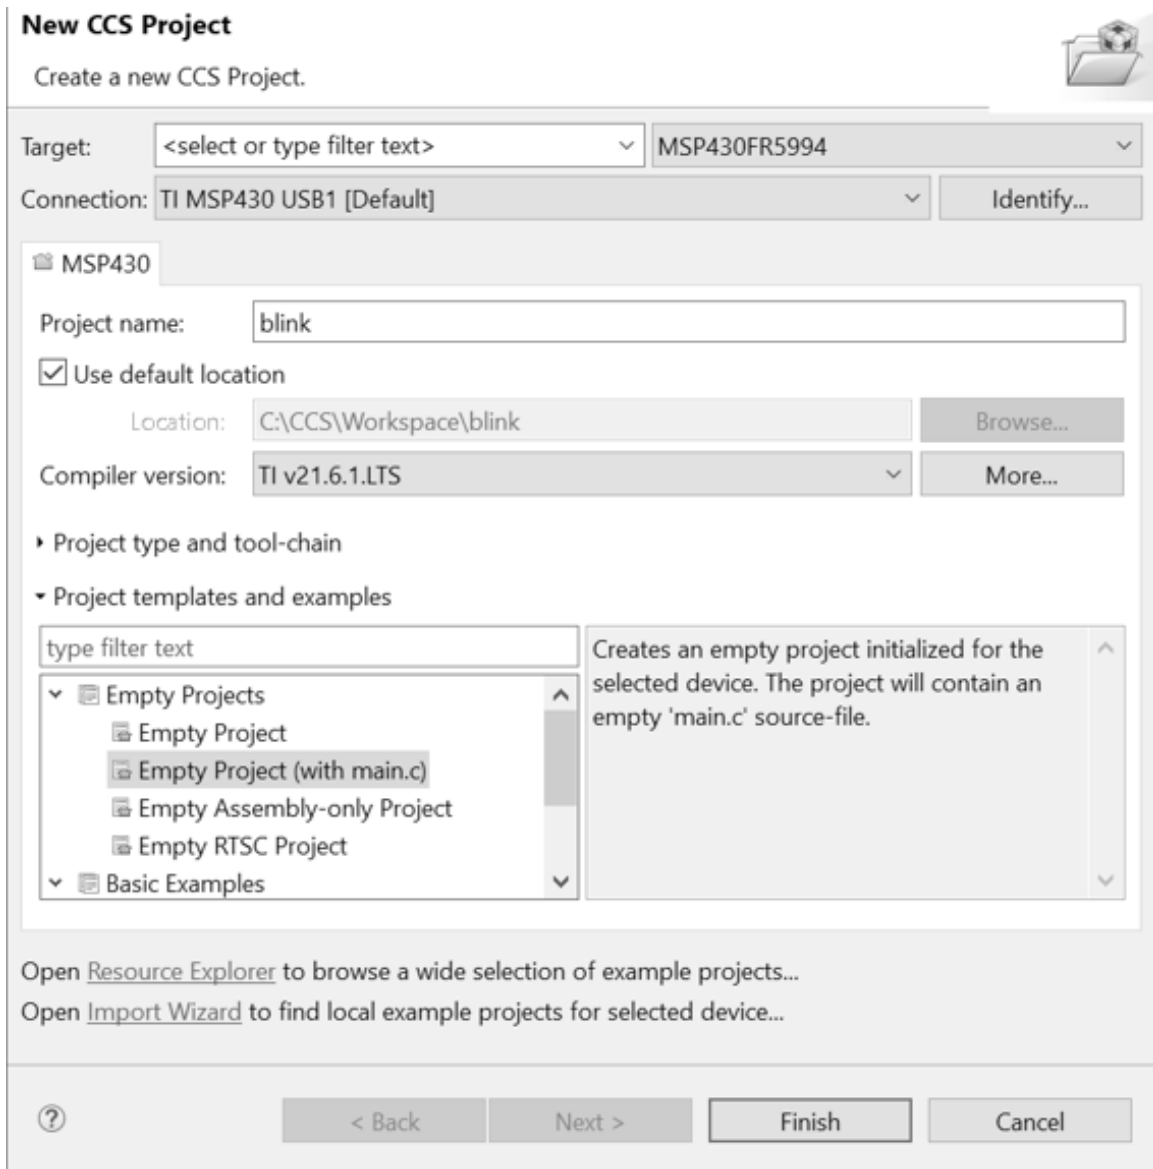 New CCS Project
Create a new CCS Project.
Target: <select or type filter text> MSP430FR5994
Connection: TI MSP430 USB1 [Default] Identify...
MSP430
Project name: blink
Use default location
Location: C:\CCS\Workspace\blink Browse...
Compiler version: TI v21.6.1.LTS More...
Project type and tool-chain
Project templates and examples
type filter text
Empty Projects
Empty Project
Empty Project (with main.c)
Empty Assembly-only Project
Empty RTSC Project
Basic Examples
Creates an empty project initialized for the
selected device. The project will contain an
empty 'main.c' source-file.
Open Resource Explorer to browse a wide selection of example projects...
Open Import Wizard to find local example projects for selected device...
? < Back Next > Finish Cancel